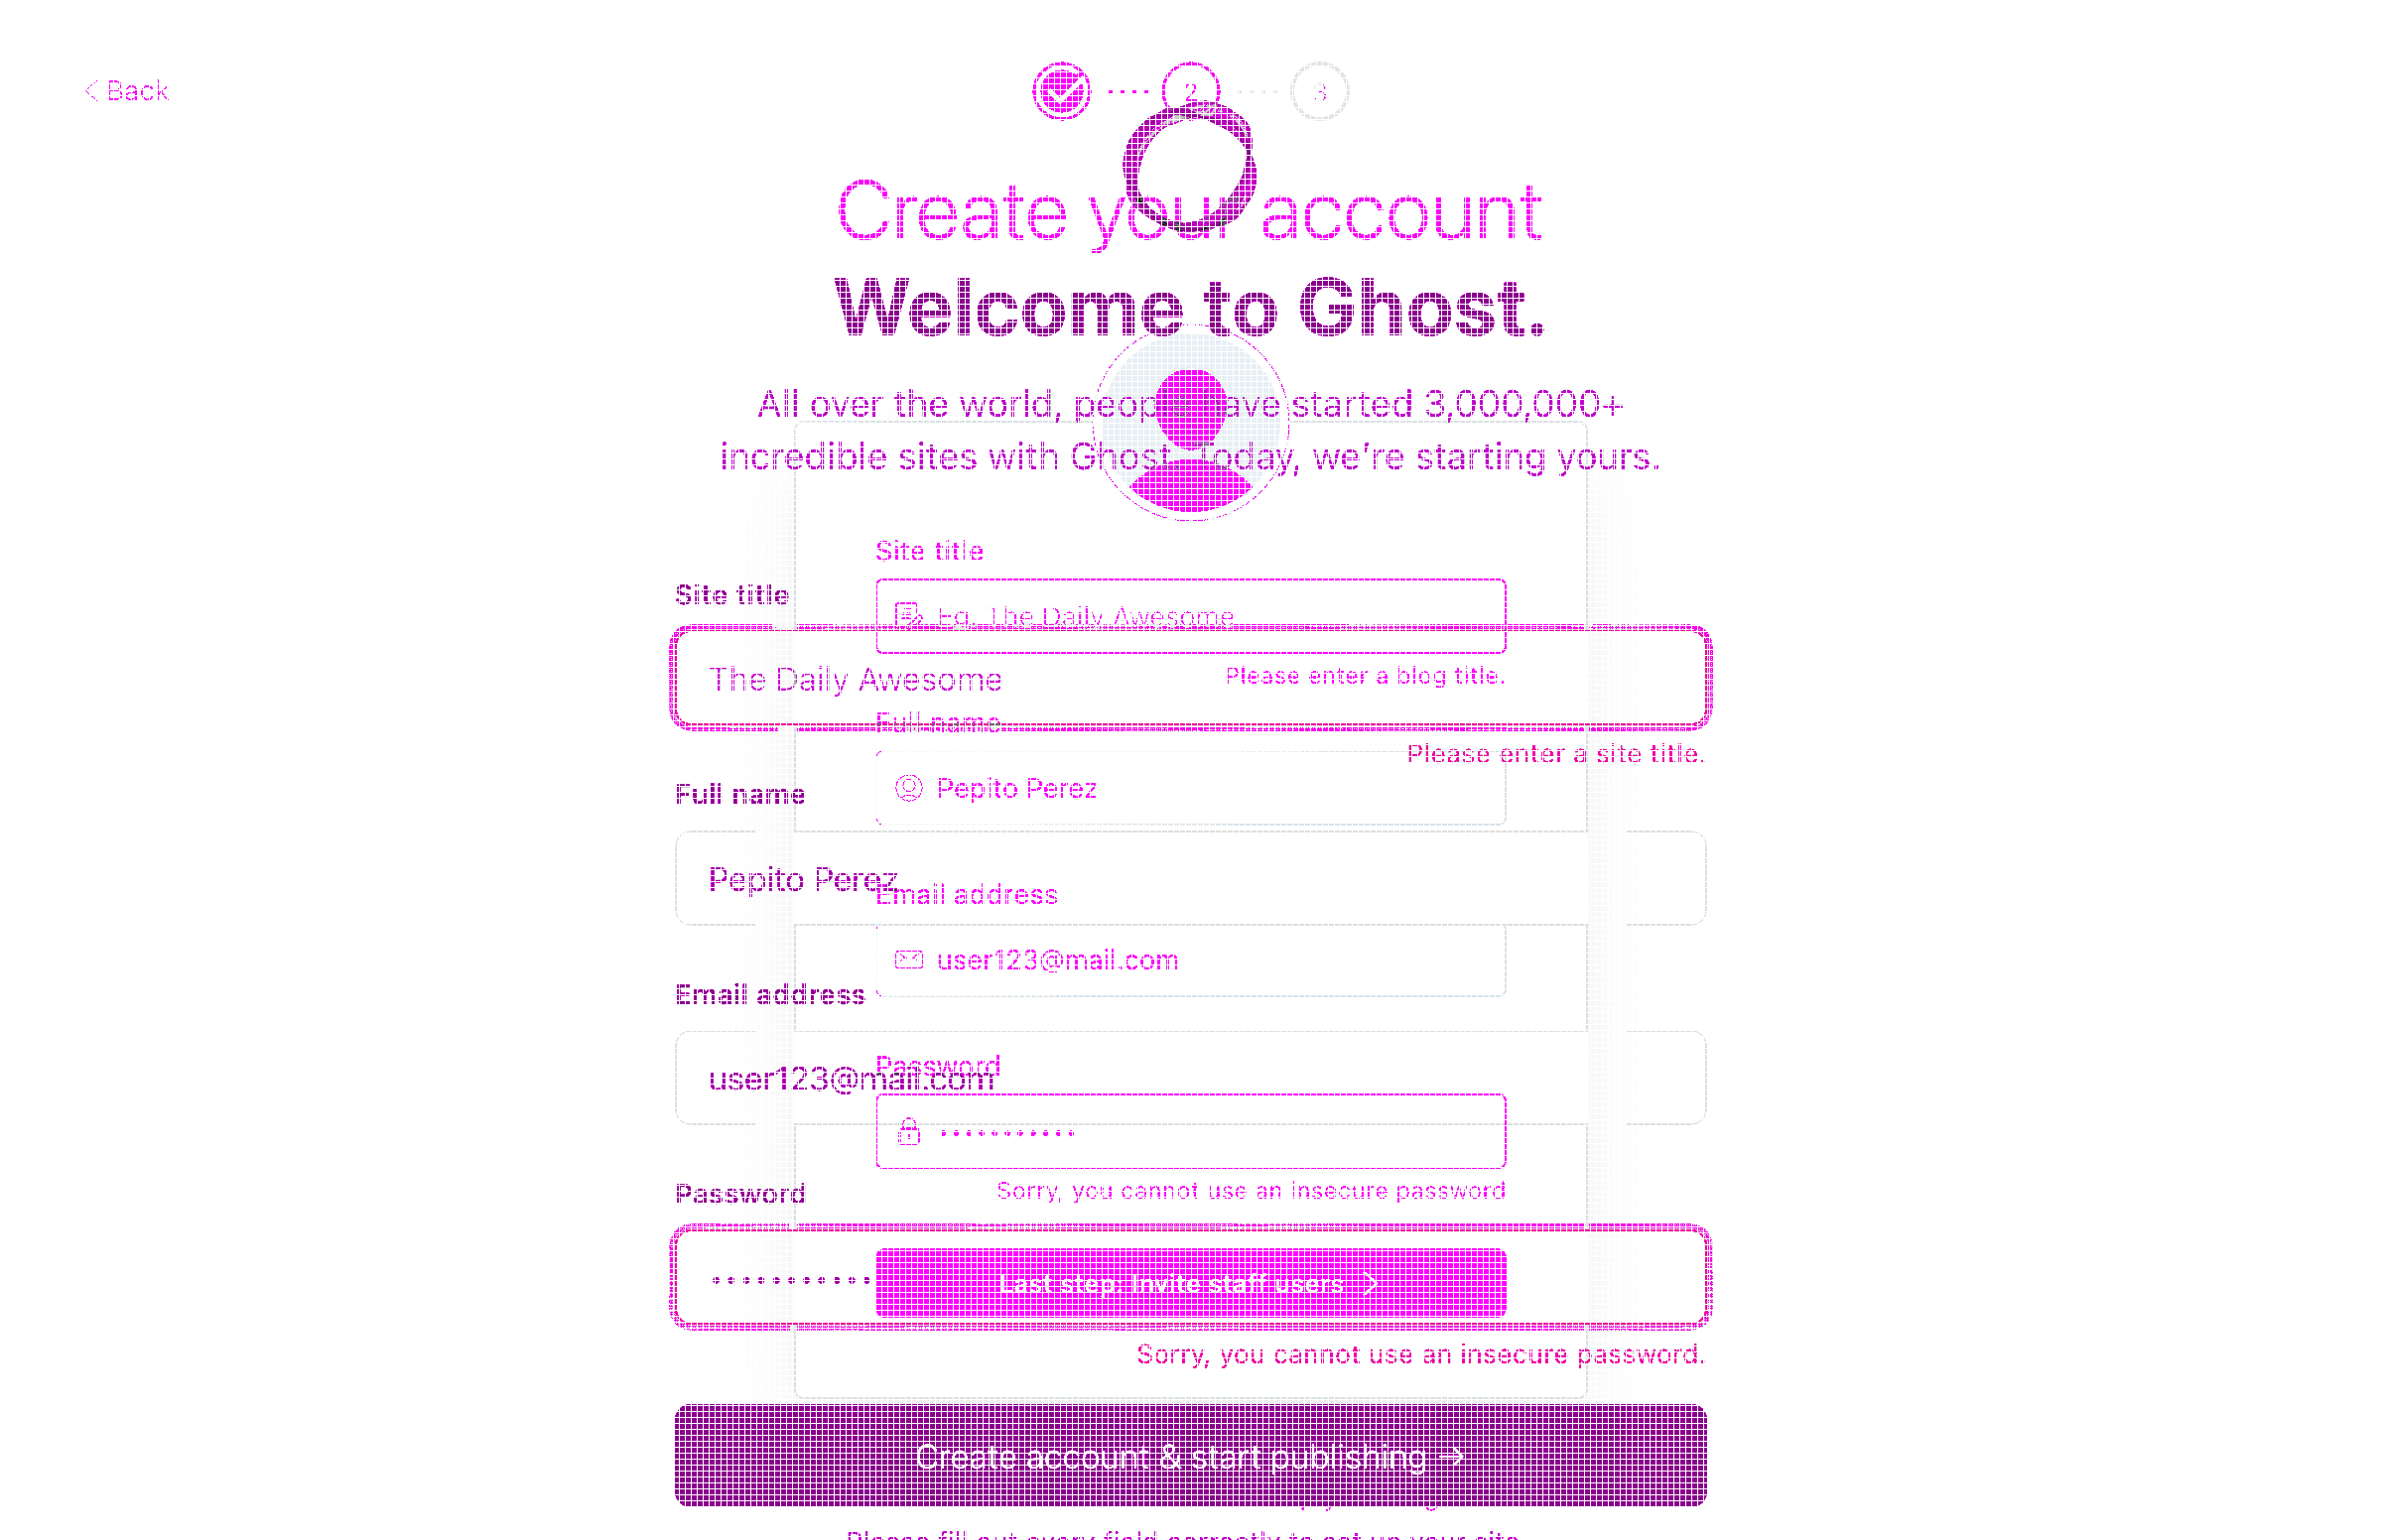 Back
2
3
Create your account
Welcome to Ghost.
All over the world, people have started 3,000,000+
incredible sites with Ghost. Today, we're starting yours.
Site title
Site title
Eg. The Daily Awesome
The Daily Awesome
Please enter a blog title.
Full name
Please enter a site title.
Full name
Pepito Perez
Pepito Perez
Email address
user123@mail.com
Email address
Password
user123@mail.com
Password
Sorry, you cannot use an insecure password
Last step: Invite staff users
Sorry, you cannot use an insecure password.
Create account & start publishing →
Please fill out every field correctly to set up your site.